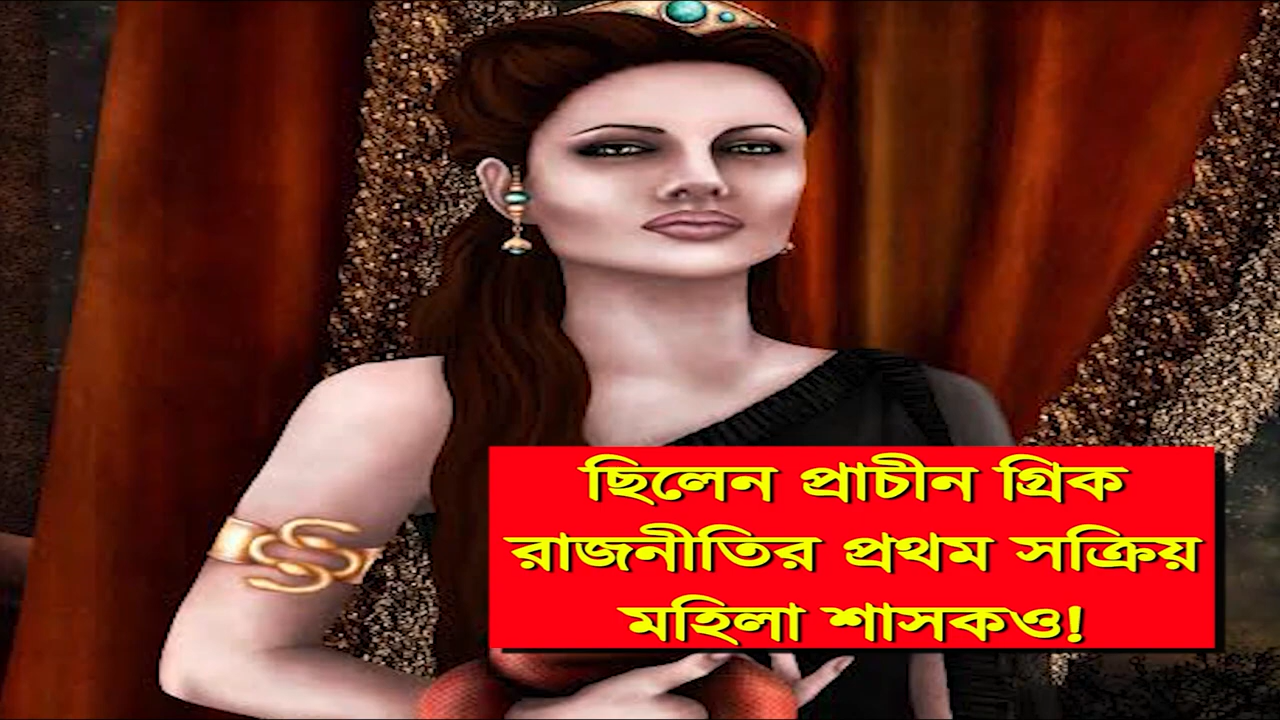 ছিলেন প্রাচীন গ্রিক
রাজনীতির প্রথম সক্রিয়
মহিলা শাসকও!